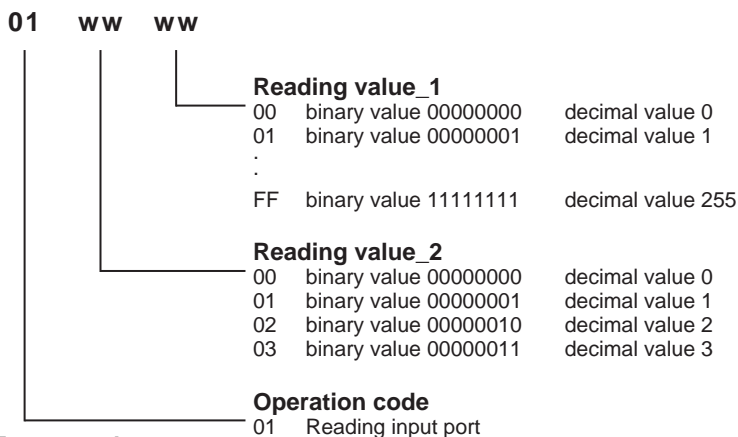 01 ww ww
Reading value_1
00 binary value 00000000 decimal value 0
01 binary value 00000001 decimal value 1
.
.
FF binary value 11111111 decimal value 255
Reading value_2
00 binary value 00000000 decimal value 0
01 binary value 00000001 decimal value 1
02 binary value 00000010 decimal value 2
03 binary value 00000011 decimal value 3
Operation code
01 Reading input port